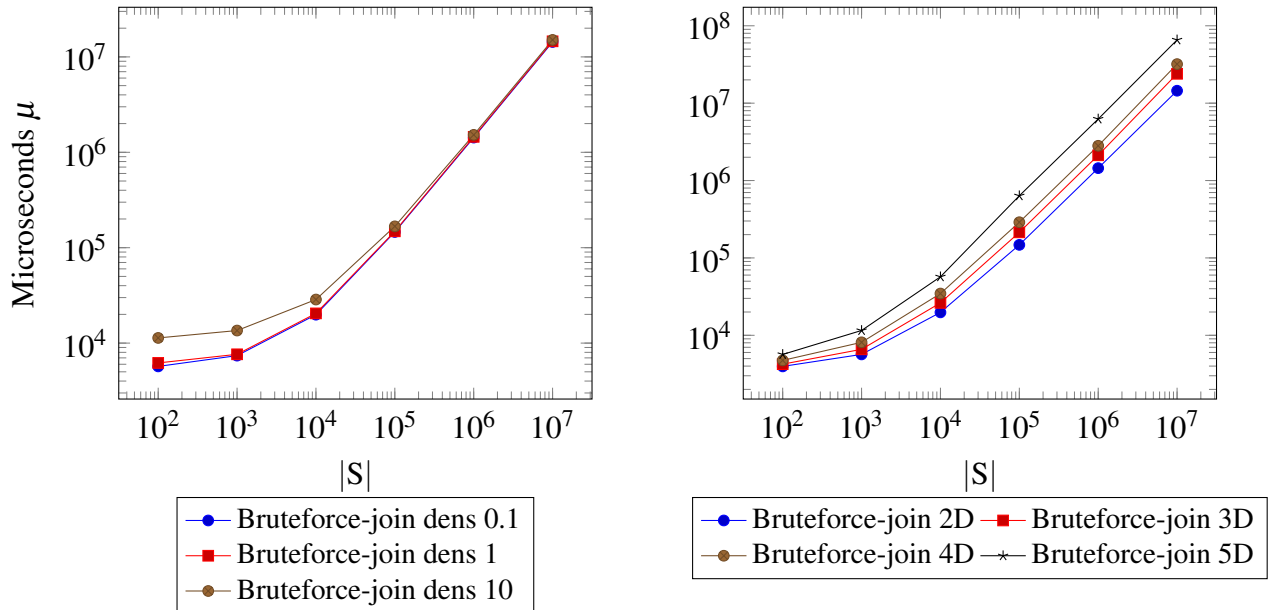 10^7
10^6
10^5
10^4
Microseconds μ
10^2 10^3 10^4 10^5 10^6 10^7
|S|
Bruteforce-join dens 0.1
Bruteforce-join dens 1
Bruteforce-join dens 10
10^8
10^7
10^6
10^5
10^4
10^2 10^3 10^4 10^5 10^6 10^7
|S|
Bruteforce-join 2D Bruteforce-join 3D
Bruteforce-join 4D Bruteforce-join 5D